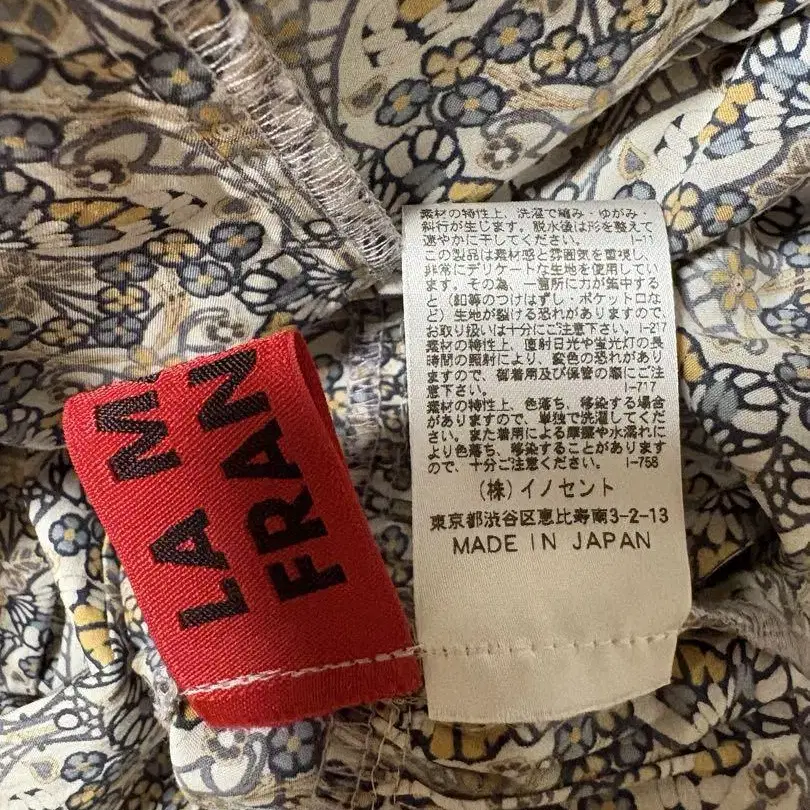 LA M
FRAN
素材の特性上、洗濯で縮み・ゆがみ・
斜行が生じます。脱水後は形を整えて
速やかに干してください。 I-11
この製品は素材感と雰囲気を重視し、
非常にデリケートな生地を使用してい
ます。その為、一箇所に力が集中する
と(釦等のつけはずし・ポケット口な
ど)生地が裂ける恐れがありますので、
お取り扱いは十分にご注意下さい。I-217
素材の特性上、直射日光や蛍光灯の長
時間の照射により、変色の恐れがあり
ますので、御着用及び保管の際にご注
意下さい。 I-717
素材の特性上、色落ち、移染する場合
がありますので、単独で洗濯してくだ
さい。また着用による摩擦や水濡れに
より色落ち、移染することがあります
ので、十分ご注意ください。 I-758
(株)イノセント
東京都渋谷区恵比寿南3-2-13
MADE IN JAPAN